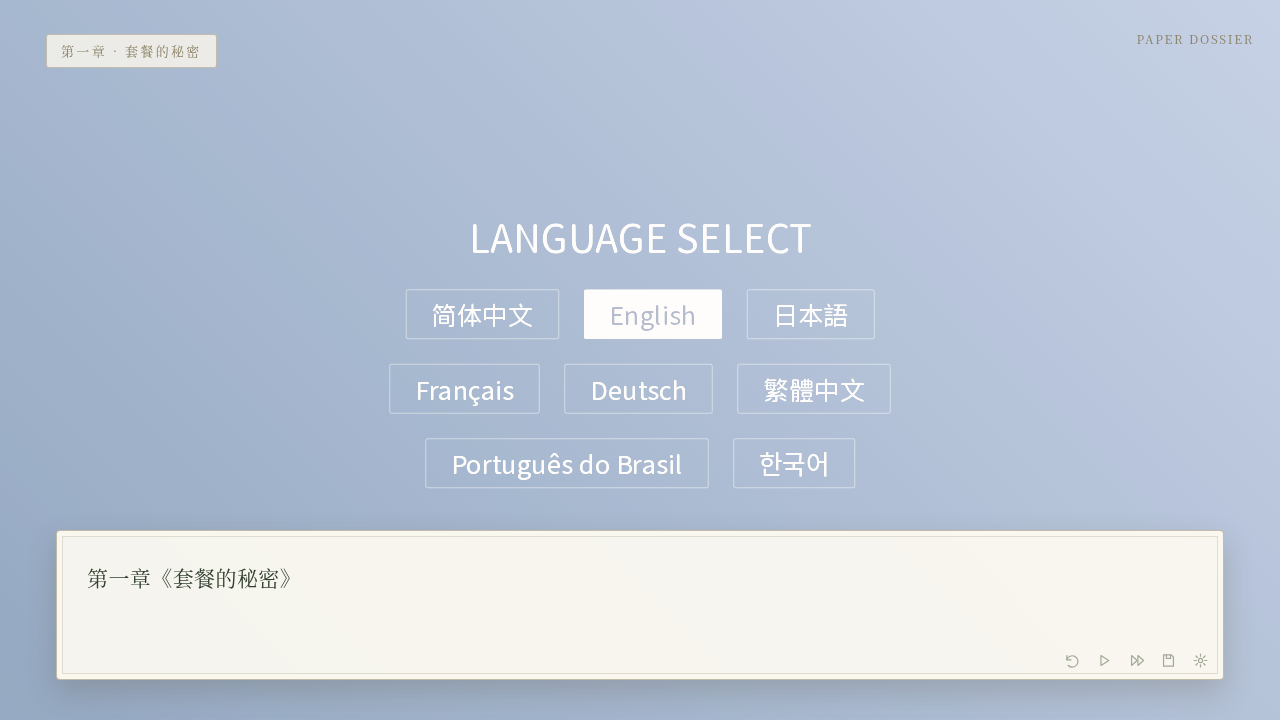 第一章 · 套餐的秘密
PAPER DOSSIER
LANGUAGE SELECT
简体中文 English 日本語
Français Deutsch 繁體中文
Português do Brasil 한국어
第一章《套餐的秘密》